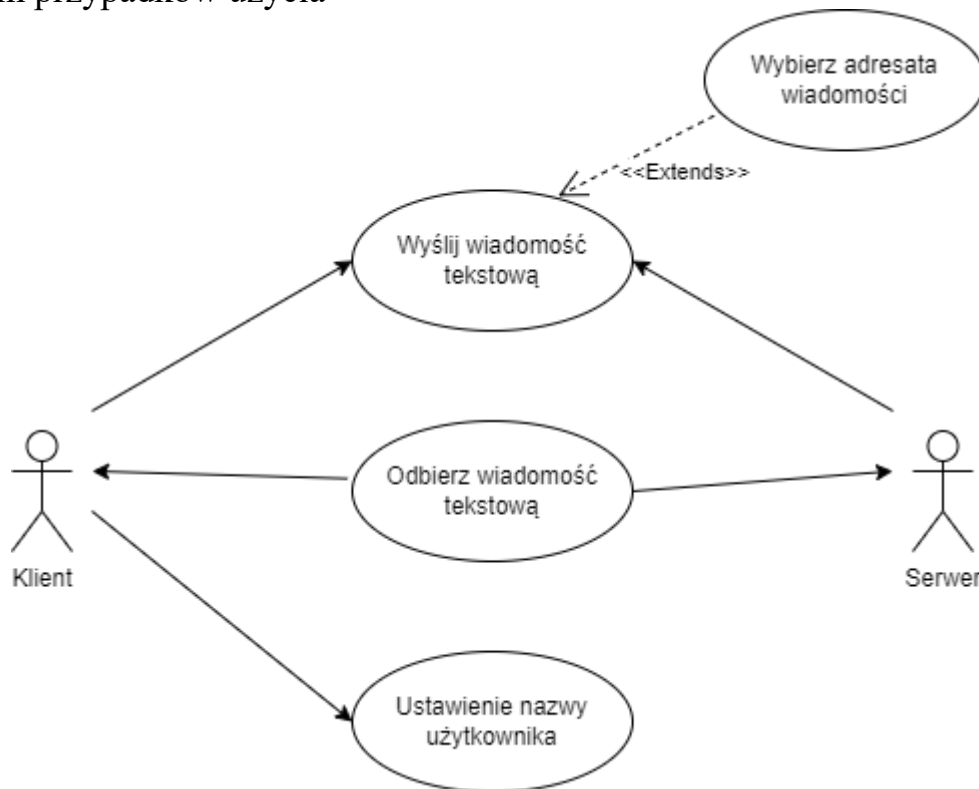 przypadków użycia
Wybierz adresata
wiadomości
<<Extends>>
Wyślij wiadomość
tekstową
Odbierz wiadomość
tekstową
Klient
Serwer
Ustawienie nazwy
użytkownika